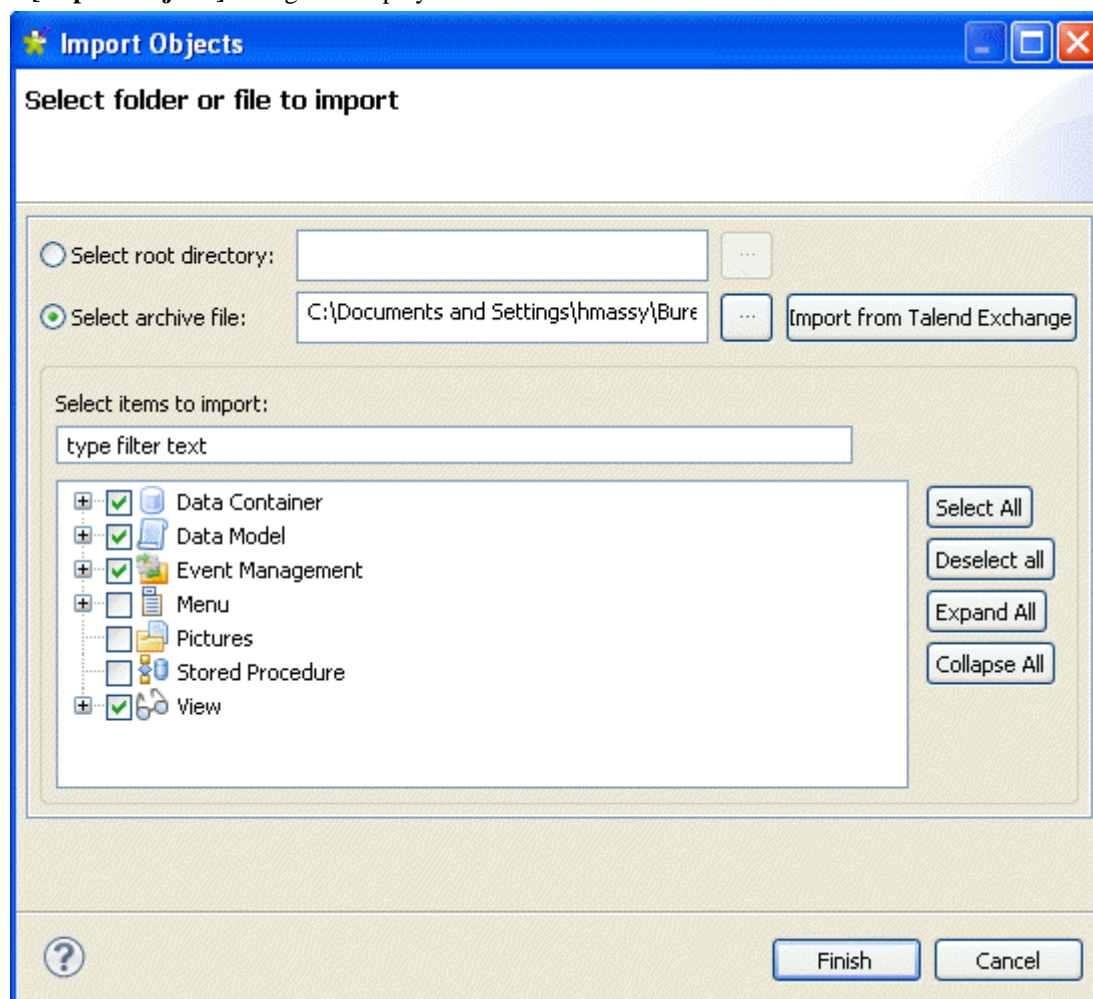 Import Objects
Select folder or file to import
Select root directory:
...
Select archive file:
C:\Documents and Settings\hmassy\Bure
...
Import from Talend Exchange
Select items to import:
type filter text
Data Container
Select All
Data Model
Deselect all
Event Management
Menu
Expand All
Pictures
Stored Procedure
Collapse All
View
?
Finish
Cancel